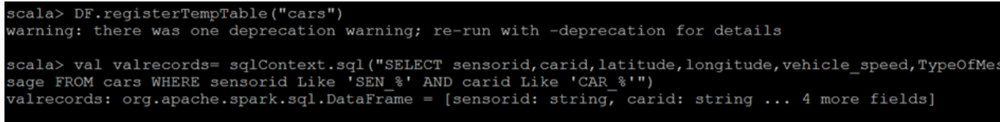 scala> DF.registerTempTable("cars")
warning: there was one deprecation warning; re-run with -deprecation for details
scala> val valrecords= sqlContext.sql("SELECT sensorid,carid,latitude,longitude,vehicle_speed,TypeOfMes
sage FROM cars WHERE sensorid Like 'SEN_%' AND carid Like 'CAR_%'")
valrecords: org.apache.spark.sql.DataFrame = [sensorid: string, carid: string ... 4 more fields]